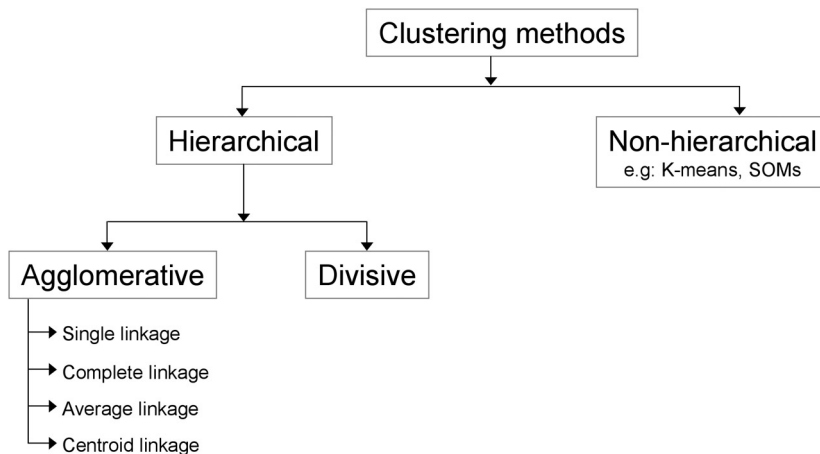 Clustering methods
Hierarchical
Non-hierarchical
e.g: K-means, SOMs
Agglomerative
Divisive
Single linkage
Complete linkage
Average linkage
Centroid linkage